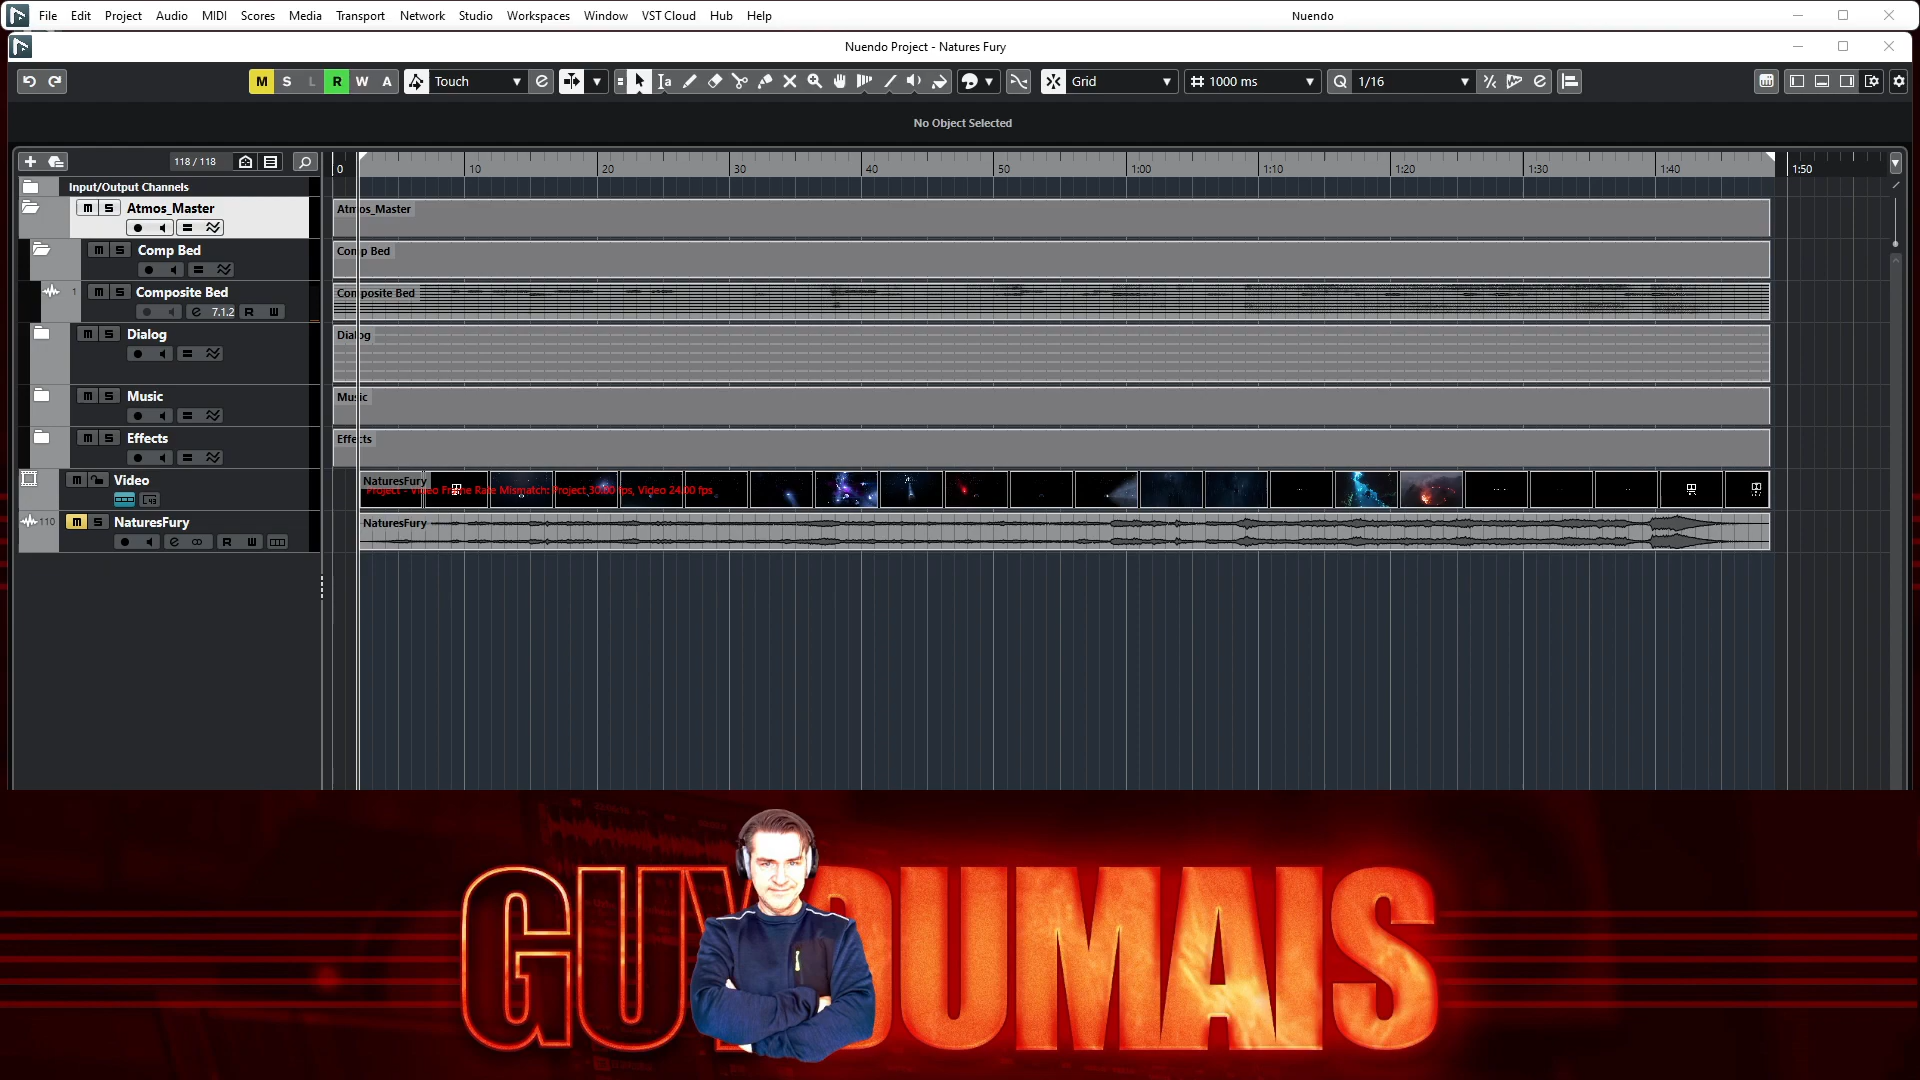 File Edit Project Audio MIDI Scores Media Transport Network Studio Workspaces Window VST Cloud Hub Help Nuendo
Nuendo Project - Natures Fury
M S L R W A Touch Grid 1000 ms Q 1/16
No Object Selected
118 / 118
0 10 20 30 40 50 1:00 1:10 1:20 1:30 1:40 1:50
Input/Output Channels
m S Atmos_Master Atmos_Master
m S Comp Bed Comp Bed
1 m S Composite Bed Composite Bed
e 7.1.2 R W
m S Dialog Dialog
m S Music Music
m S Effects Effects
m Video NaturesFury
Project - Video Frame Rate Mismatch: Project 30.00 fps, Video 24.00 fps
110 m S NaturesFury NaturesFury
e R W
GUY DUMAIS